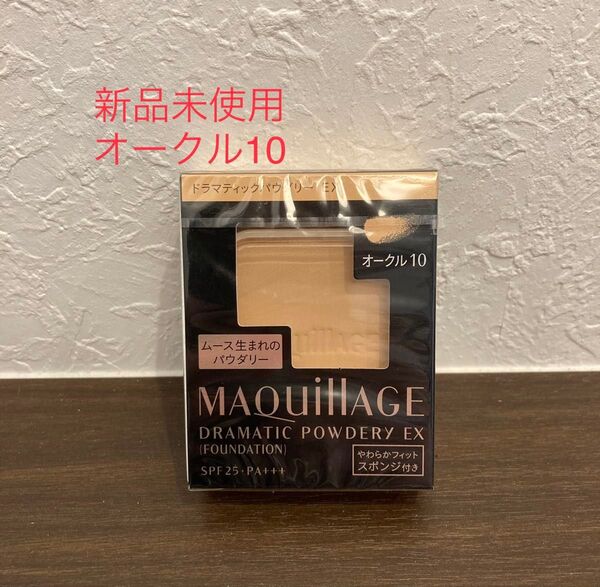 新品未使用
オークル10
ドラマティックパウダリー EX
オークル10
ムース生まれの
パウダリー
MAQuillAGE
DRAMATIC POWDERY EX
(FOUNDATION)
SPF25・PA+++
やわらかフィット
スポンジ付き